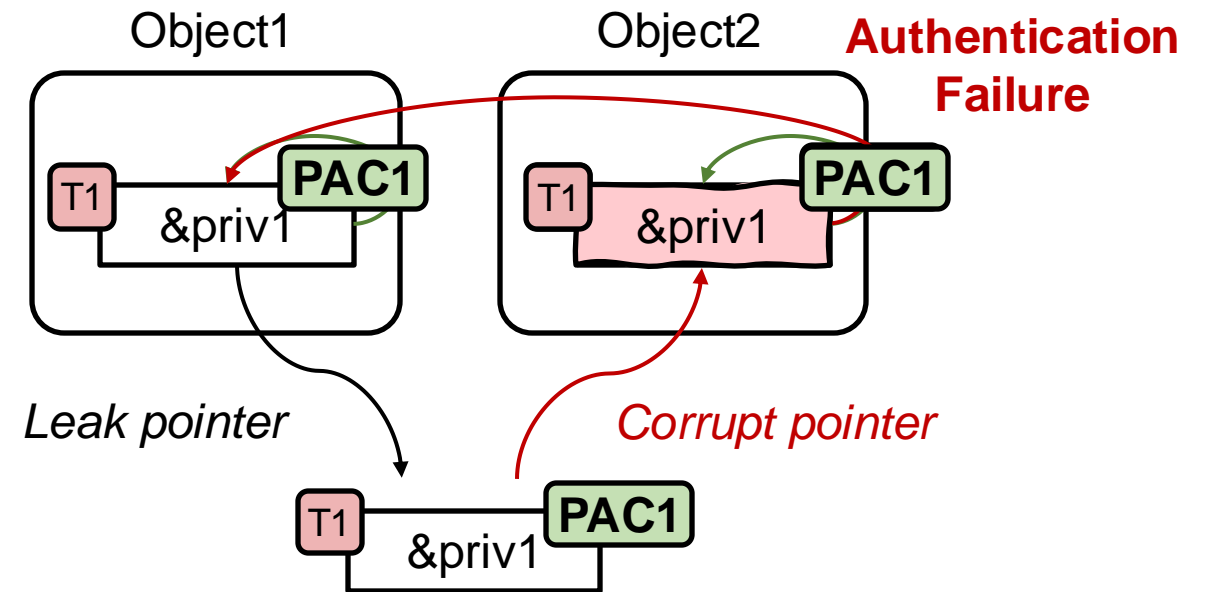 Object1
Object2
Authentication
Failure
T1
PAC1
&priv1
T1
PAC1
&priv1
Leak pointer
Corrupt pointer
T1
PAC1
&priv1